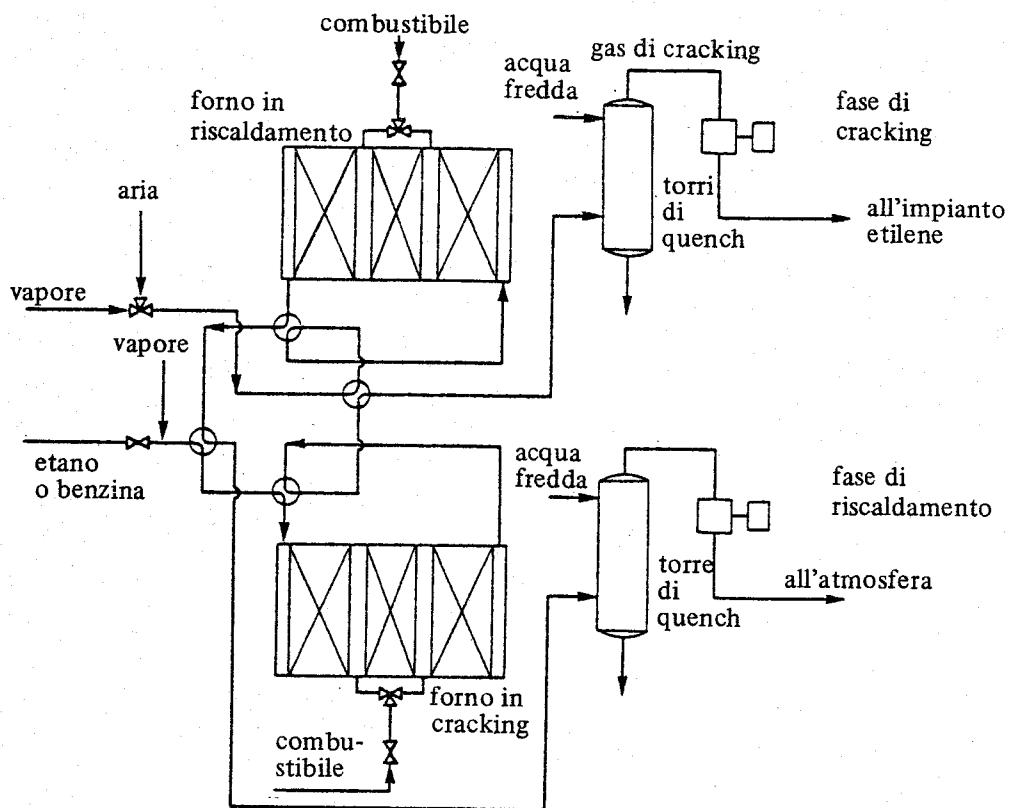 combustibile
gas di cracking
acqua
fredda
fase di
cracking
forno in
riscaldamento
aria
torri
di
quench
all'impianto
etilene
vapore
vapore
etano
o benzina
acqua
fredda
fase di
riscaldamento
torre
di
quench
all'atmosfera
forno in
cracking
combu-
stibile